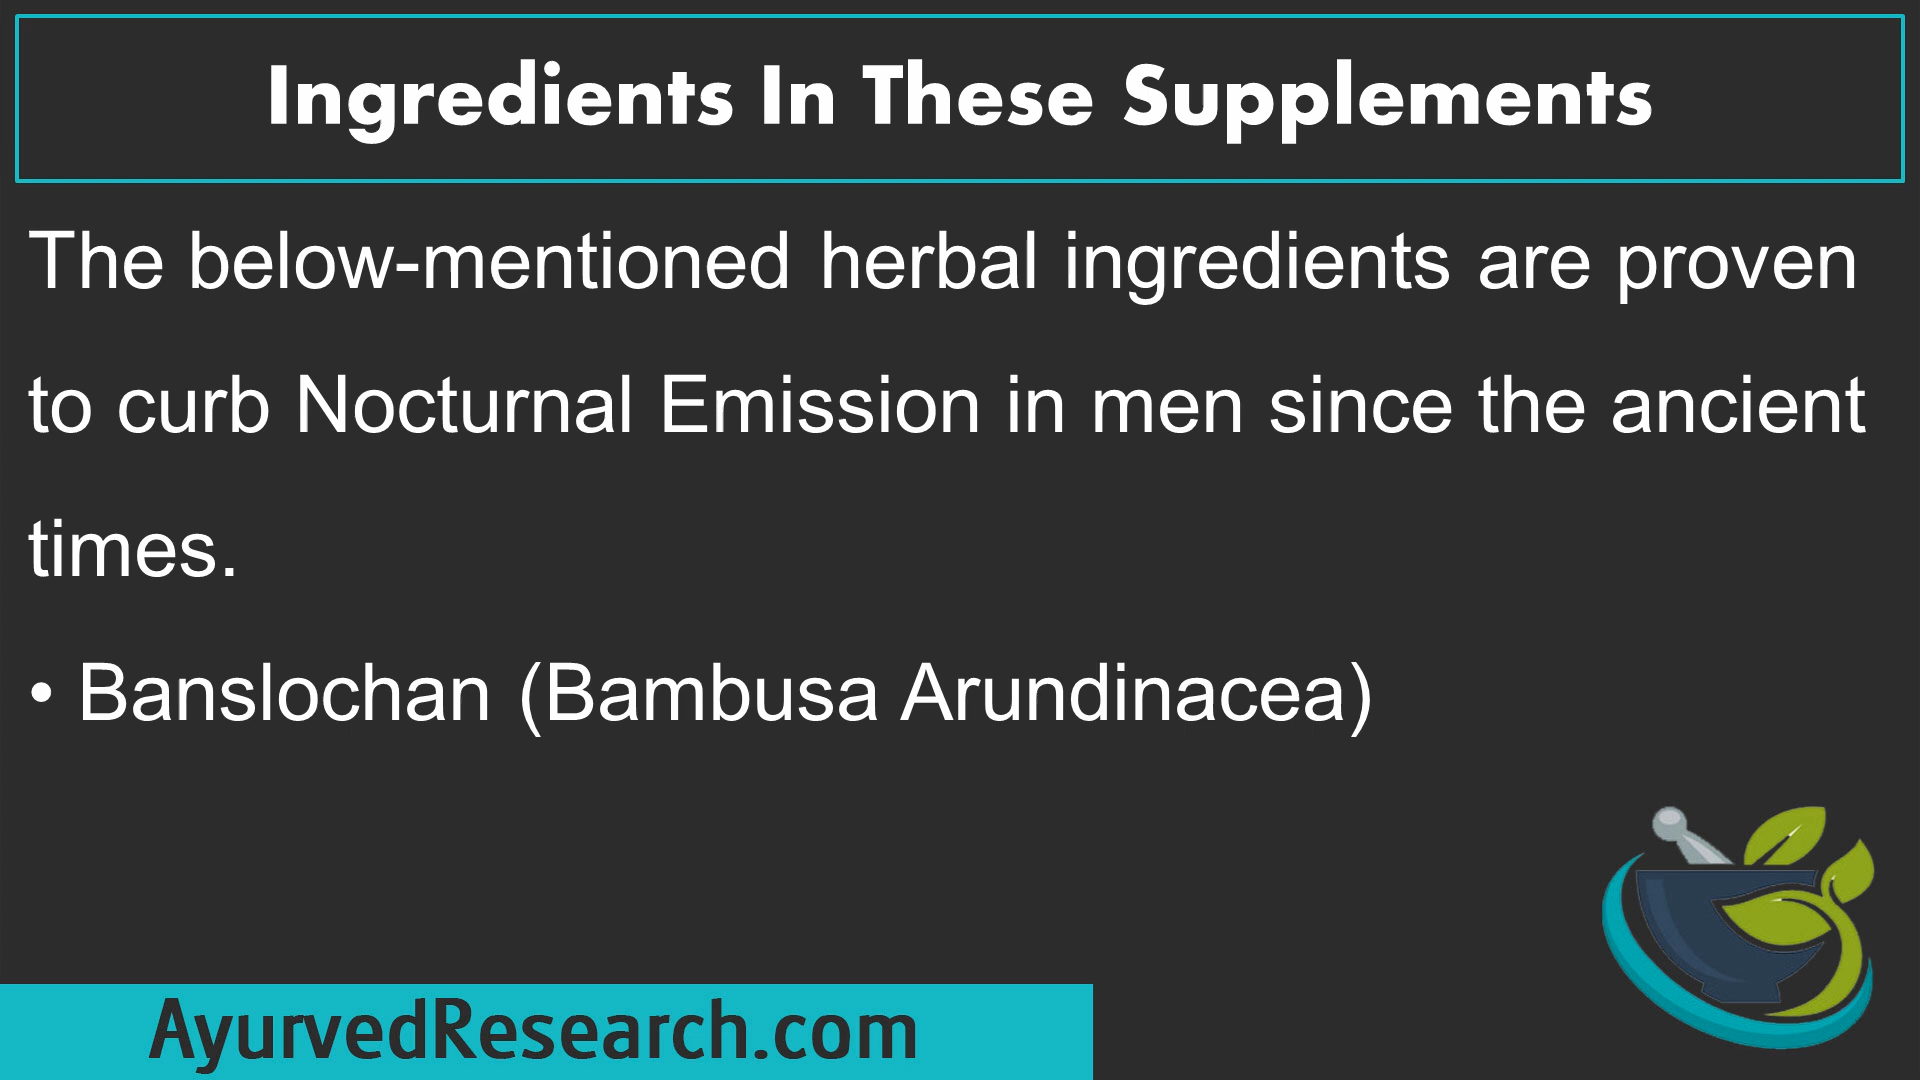 Ingredients In These Supplements
The below-mentioned herbal ingredients are proven
to curb Nocturnal Emission in men since the ancient
times.
• Banslochan (Bambusa Arundinacea)
AyurvedResearch.com